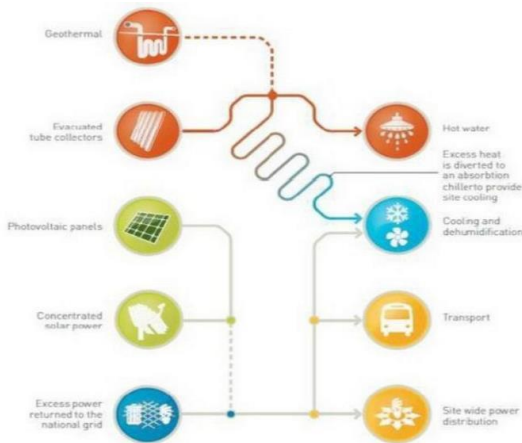 Geothermal
Evacuated
tube collectors
Hot water
Excess heat
is diverted to
an absorbtion
chillerto provide
site cooling
Photovoltaic panels
Cooling and
dehumidification
Concentrated
solar power
Transport
Excess power
returned to the
national grid
Site wide power
distribution